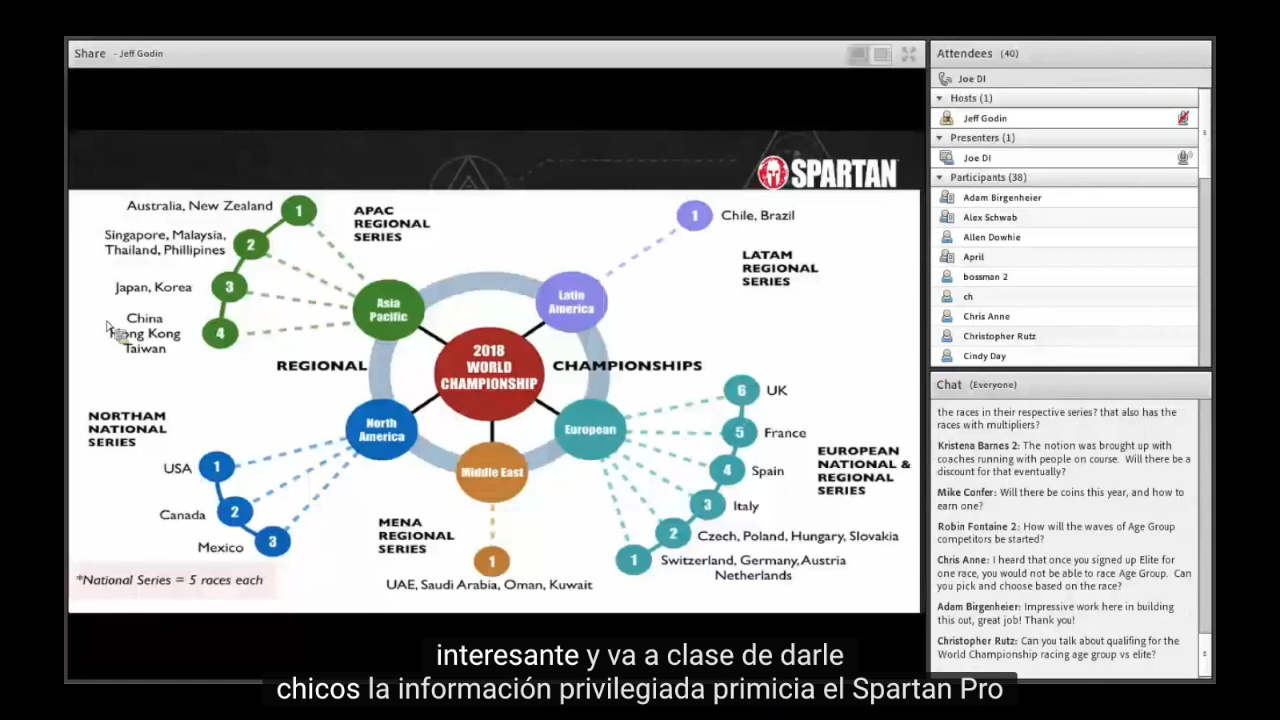 Share - Jeff Godin
SPARTAN
Australia, New Zealand
1
APAC
REGIONAL
SERIES
Singapore, Malaysia,
Thailand, Phillipines
2
Japan, Korea
3
China
Hong Kong
Taiwan
4
Asia
Pacific
1
Chile, Brazil
LATAM
REGIONAL
SERIES
Latin
America
REGIONAL
2018
WORLD
CHAMPIONSHIP
CHAMPIONSHIPS
NORTHAM
NATIONAL
SERIES
North
America
USA
1
Canada
2
Mexico
3
Middle East
MENA
REGIONAL
SERIES
1
UAE, Saudi Arabia, Oman, Kuwait
European
6
UK
5
France
4
Spain
3
Italy
2
Czech, Poland, Hungary, Slovakia
1
Switzerland, Germany,Austria
Netherlands
EUROPEAN
NATIONAL &
REGIONAL
SERIES
*National Series = 5 races each
Attendees (40)
Joe DI
Hosts (1)
Jeff Godin
Presenters (1)
Joe DI
Participants (38)
Adam Birgenheier
Alex Schwab
Allen Dowhie
April
bossman 2
ch
Chris Anne
Christopher Rutz
Cindy Day
Chat (Everyone)
the races in their respective series? that also has the
races with multipliers?
Kristena Barnes 2: The notion was brought up with
coaches running with people on course. Will there be a
discount for that eventually?
Mike Confer: Will there be coins this year, and how to
earn one?
Robin Fontaine 2: How will the waves of Age Group
competitors be started?
Chris Anne: I heard that once you signed up Elite for
one race, you would not be able to race Age Group. Can
you pick and choose based on the race?
Adam Birgenheier: Impressive work here in building
this out, great job! Thank you!
Christopher Rutz: Can you talk about qualifing for the
World Championship racing age group vs elite?
interesante y va a clase de darle
chicos la información privilegiada primicia el Spartan Pro